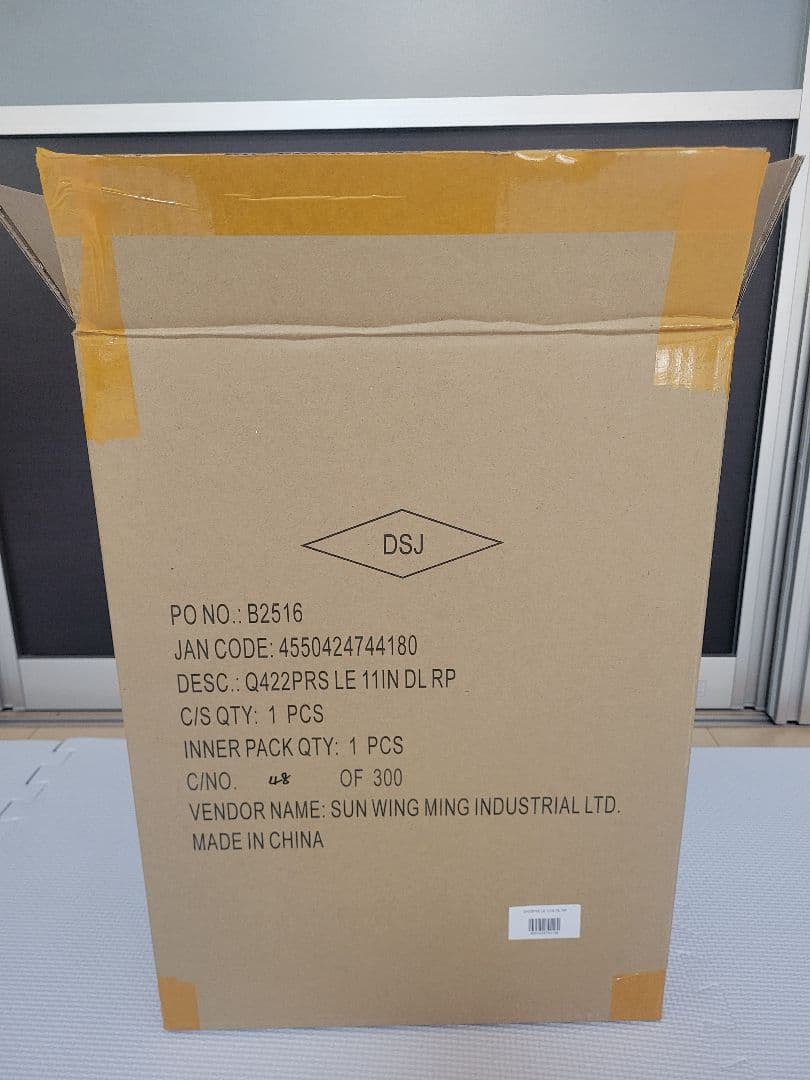 DSJ
PO NO.: B2516
JAN CODE: 4550424744180
DESC.: Q422PRS LE 11IN DL RP
C/S QTY: 1 PCS
INNER PACK QTY: 1 PCS
C/NO. 48 OF 300
VENDOR NAME: SUN WING MING INDUSTRIAL LTD.
MADE IN CHINA